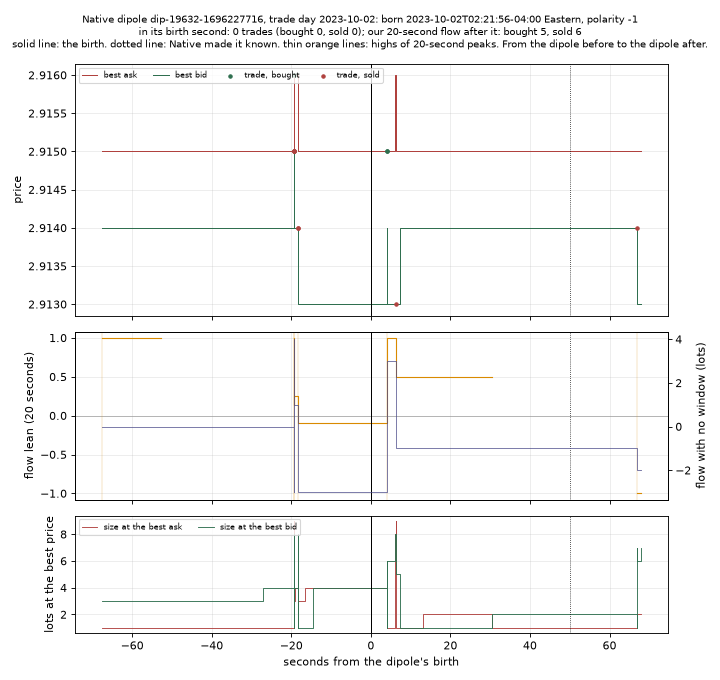 Native dipole dip-19632-1696227716, trade day 2023-10-02: born 2023-10-02T02:21:56-04:00 Eastern, polarity -1
in its birth second: 0 trades (bought 0, sold 0); our 20-second flow after it: bought 5, sold 6
solid line: the birth. dotted line: Native made it known. thin orange lines: highs of 20-second peaks. From the dipole before to the dipole after.
best ask
best bid
trade, bought
trade, sold
2.9160
2.9155
2.9150
2.9145
2.9140
2.9135
2.9130
price
1.0
0.5
0.0
−0.5
−1.0
flow lean (20 seconds)
4
2
0
−2
flow with no window (lots)
size at the best ask
size at the best bid
8
6
4
2
lots at the best price
−60
−40
−20
0
20
40
60
seconds from the dipole's birth